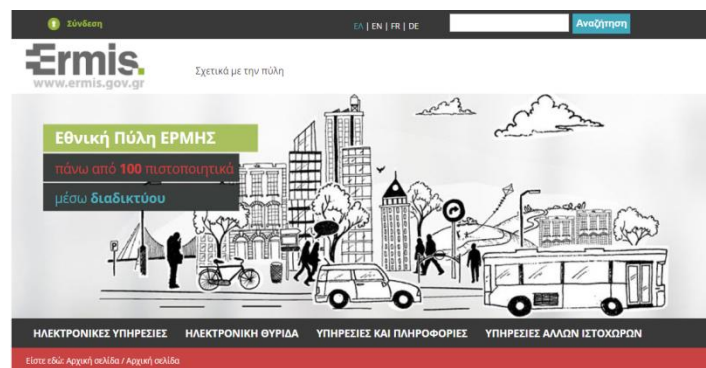 Σύνδεση
ΕΛ | EN | FR | DE
Αναζήτηση
Ermis.
www.ermis.gov.gr
Σχετικά με την πύλη
Εθνική Πύλη ΕΡΜΗΣ
πάνω από 100 πιστοποιητικά
μέσω διαδικτύου
P
ΗΛΕΚΤΡΟΝΙΚΕΣ ΥΠΗΡΕΣΙΕΣ ΗΛΕΚΤΡΟΝΙΚΗ ΘΥΡΙΔΑ ΥΠΗΡΕΣΙΕΣ ΚΑΙ ΠΛΗΡΟΦΟΡΙΕΣ ΥΠΗΡΕΣΙΕΣ ΑΛΛΩΝ ΙΣΤΟΧΩΡΩΝ
Είστε εδώ: Αρχική σελίδα / Αρχική σελίδα